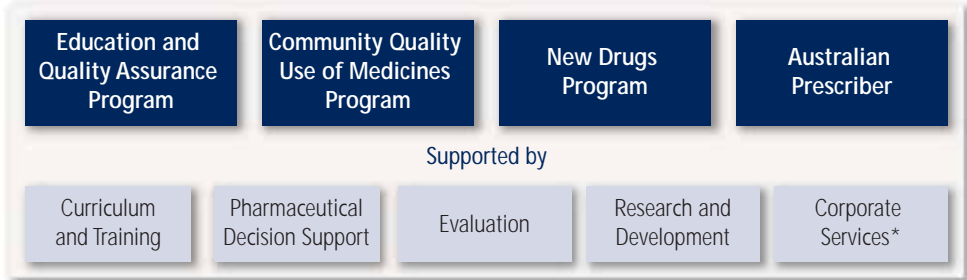 Education and
Quality Assurance
Program
Community Quality
Use of Medicines
Program
New Drugs
Program
Australian
Prescriber
Supported by
Curriculum
and Training
Pharmaceutical
Decision Support
Evaluation
Research and
Development
Corporate
Services*